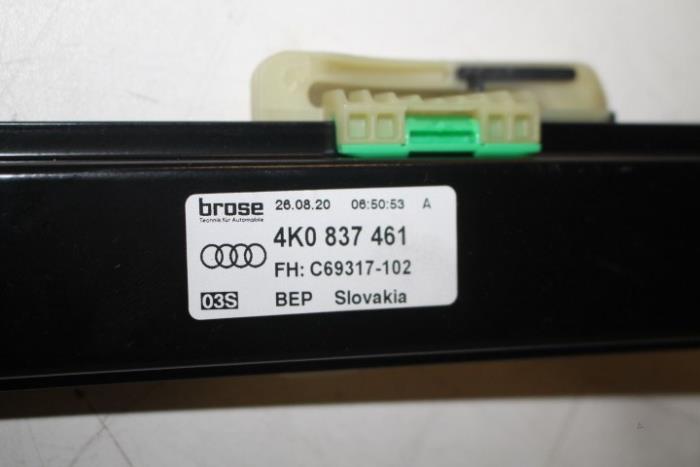 brose 26.08.20 06:50:53 A
Technik für Automobile
4K0 837 461
FH: C69317-102
03S BEP Slovakia